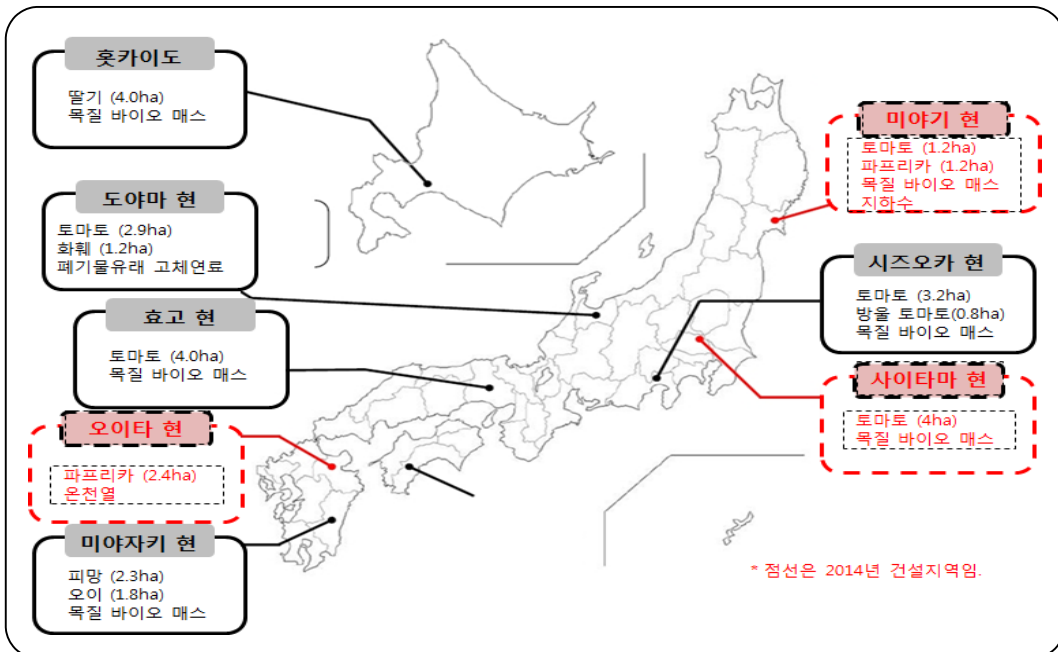 홋카이도
딸기 (4.0ha)
목질 바이오 매스
도야마 현
토마토 (2.9ha)
화훼 (1.2ha)
폐기물유래 고체연료
효고 현
토마토 (4.0ha)
목질 바이오 매스
오이타 현
파프리카 (2.4ha)
온천열
미야자키 현
피망 (2.3ha)
오이 (1.8ha)
목질 바이오 매스
미야기 현
토마토 (1.2ha)
파프리카 (1.2ha)
목질 바이오 매스
지하수
시즈오카 현
토마토 (3.2ha)
방울 토마토(0.8ha)
목질 바이오 매스
사이타마 현
토마토 (4ha)
목질 바이오 매스
* 점선은 2014년 건설지역임.